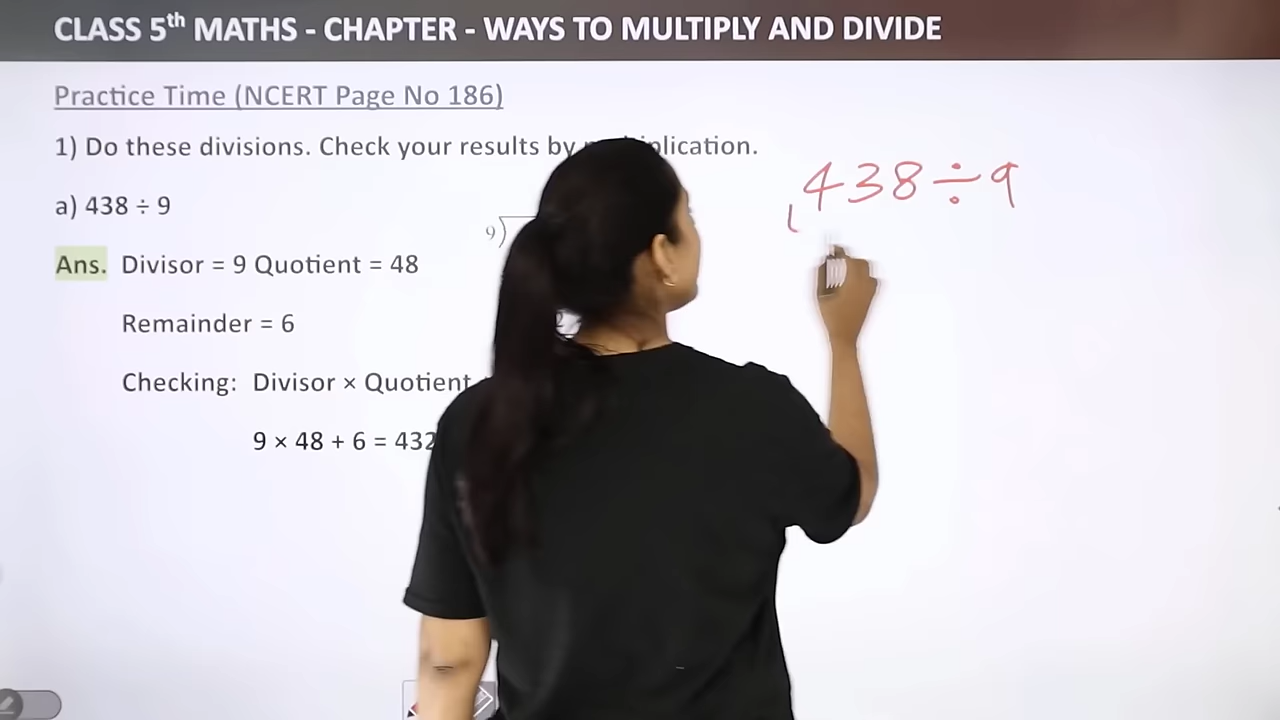 CLASS 5th MATHS - CHAPTER - WAYS TO MULTIPLY AND DIVIDE
Practice Time (NCERT Page No 186)
1) Do these divisions. Check your results by multiplication.
438 ÷ 9
a) 438 ÷ 9
9
Ans. Divisor = 9 Quotient = 48
Remainder = 6
Checking: Divisor × Quotient
9 × 48 + 6 = 432